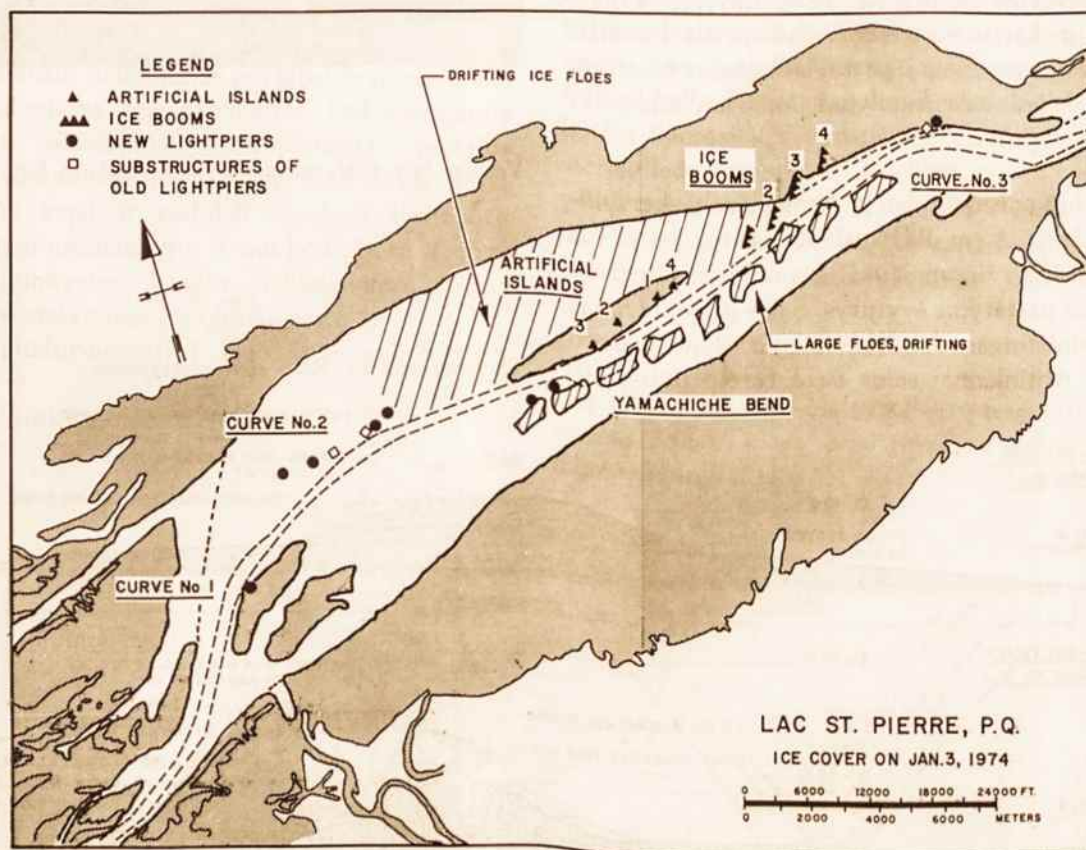 LEGEND
ARTIFICIAL ISLANDS
ICE BOOMS
NEW LIGHTPIERS
SUBSTRUCTURES OF
OLD LIGHTPIERS
DRIFTING ICE FLOES
ICE
BOOMS
2
3
4
CURVE No. 3
ARTIFICIAL
ISLANDS
3
2
4
LARGE FLOES, DRIFTING
YAMACHICHE BEND
CURVE No. 2
CURVE No 1
LAC ST. PIERRE, P.Q.
ICE COVER ON JAN. 3, 1974
0 6000 12000 18000 24000 FT.
0 2000 4000 6000 METERS